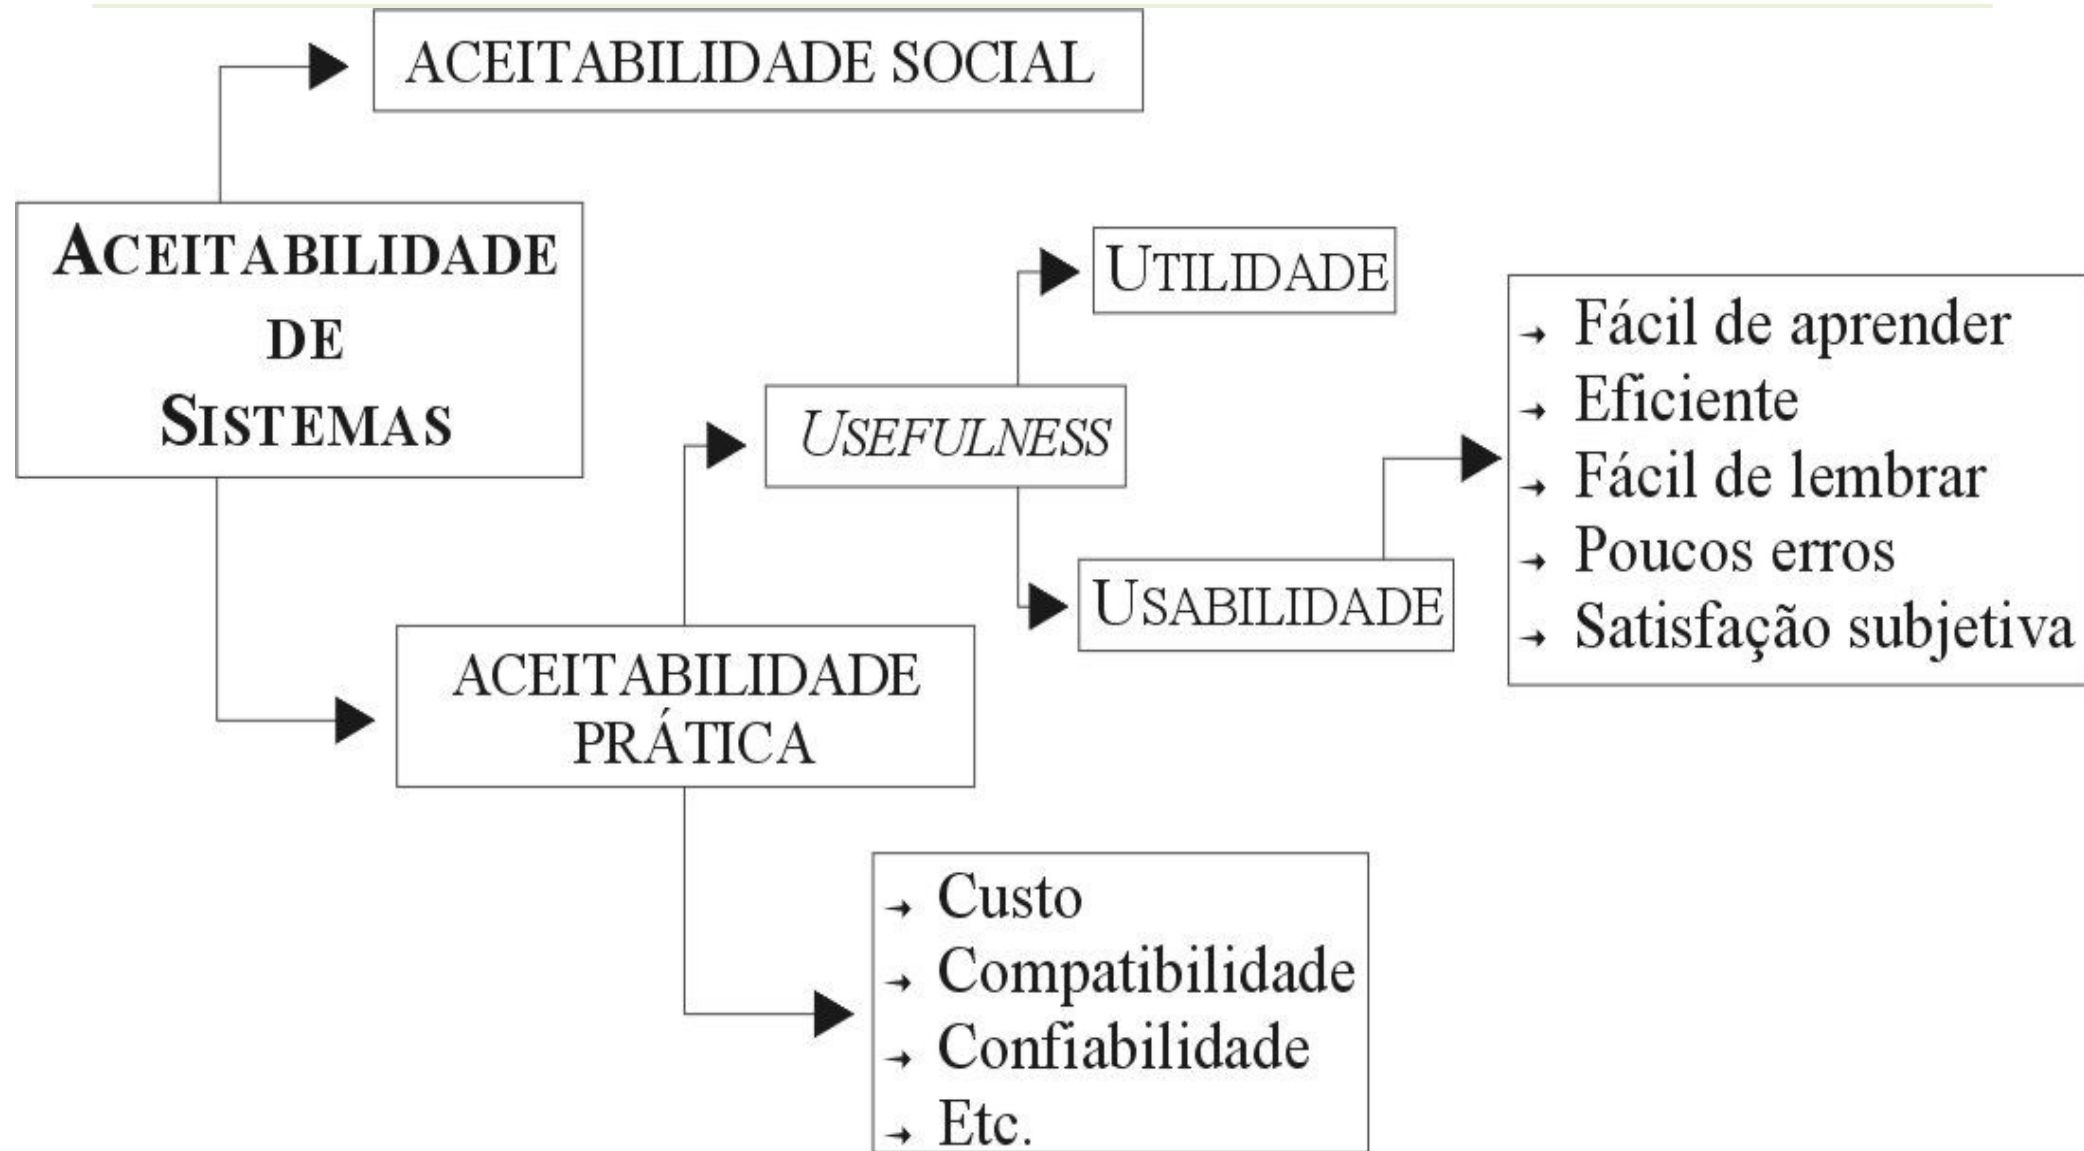 ACEITABILIDADE SOCIAL
ACEITABILIDADE
DE
SISTEMAS
UTILIDADE
USEFULNESS
USABILIDADE
→ Fácil de aprender
→ Eficiente
→ Fácil de lembrar
→ Poucos erros
→ Satisfação subjetiva
ACEITABILIDADE
PRÁTICA
→ Custo
→ Compatibilidade
→ Confiabilidade
→ Etc.